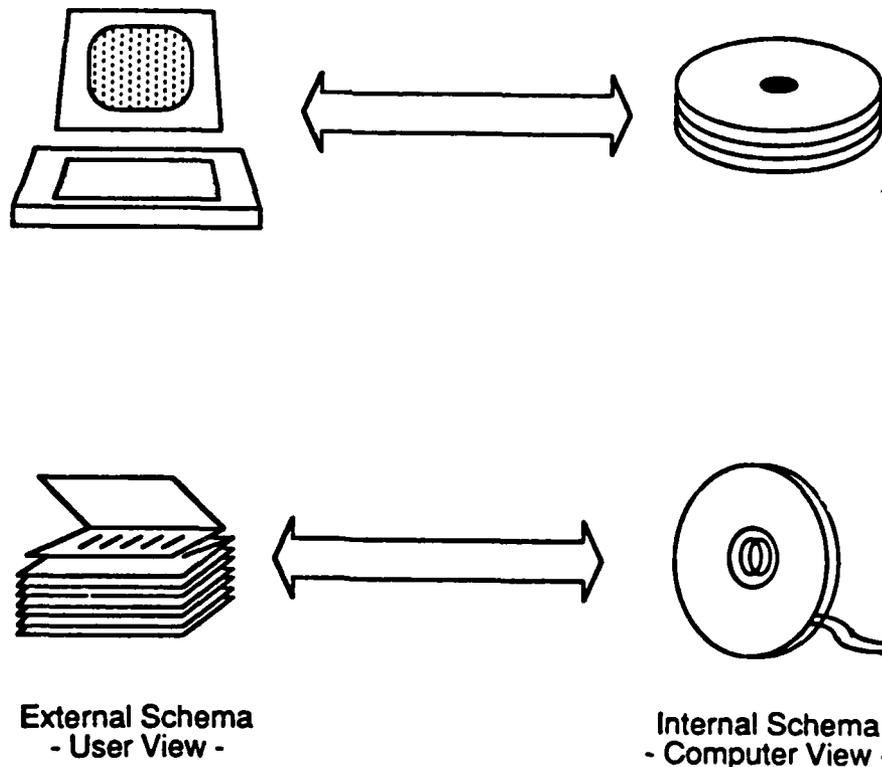 External Schema
- User View -
Internal Schema
- Computer View -